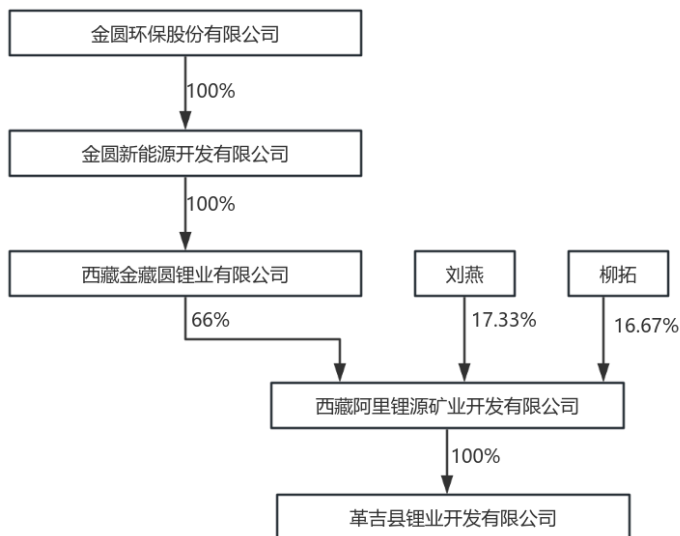 金圆环保股份有限公司
100%
金圆新能源开发有限公司
100%
西藏金藏圆锂业有限公司
刘燕
柳拓
66%
17.33%
16.67%
西藏阿里锂源矿业开发有限公司
100%
革吉县锂业开发有限公司